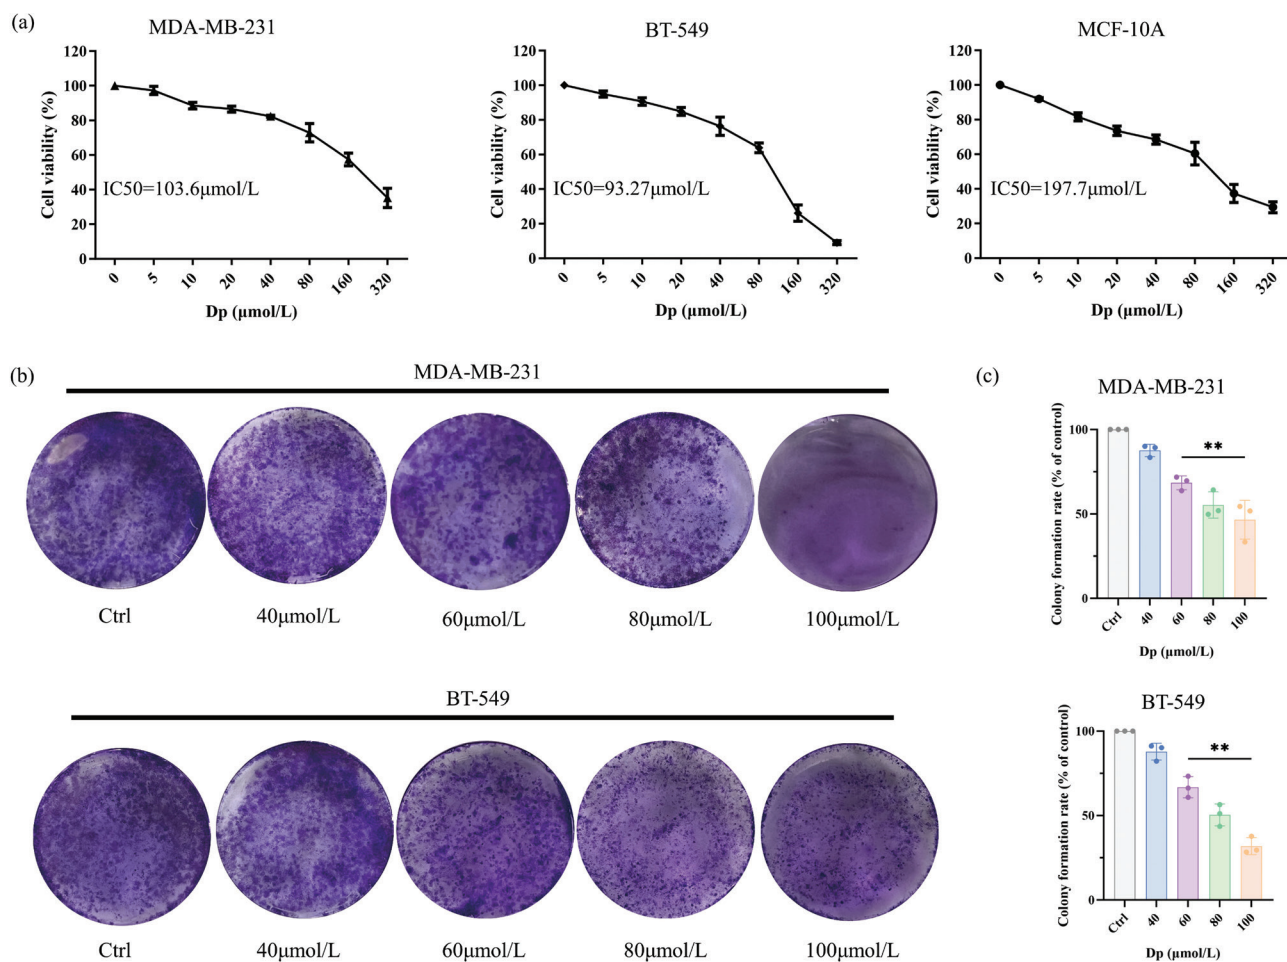 (a)
MDA-MB-231
Cell viability (%)
120
100
80
60
40
20
0
IC50=103.6μmol/L
0 5 10 20 40 80 160 320
Dp (μmol/L)
BT-549
Cell viability (%)
120
100
80
60
40
20
0
IC50=93.27μmol/L
0 5 10 20 40 80 160 320
Dp (μmol/L)
MCF-10A
Cell viability (%)
120
100
80
60
40
20
0
IC50=197.7μmol/L
0 5 10 20 40 80 160 320
Dp (μmol/L)
(b)
MDA-MB-231
Ctrl 40μmol/L 60μmol/L 80μmol/L 100μmol/L
BT-549
Ctrl 40μmol/L 60μmol/L 80μmol/L 100μmol/L
(c)
MDA-MB-231
Colony formation rate (% of control)
100
50
0
**
Ctrl 40 60 80 100
Dp (μmol/L)
BT-549
Colony formation rate (% of control)
100
50
0
**
Ctrl 40 60 80 100
Dp (μmol/L)